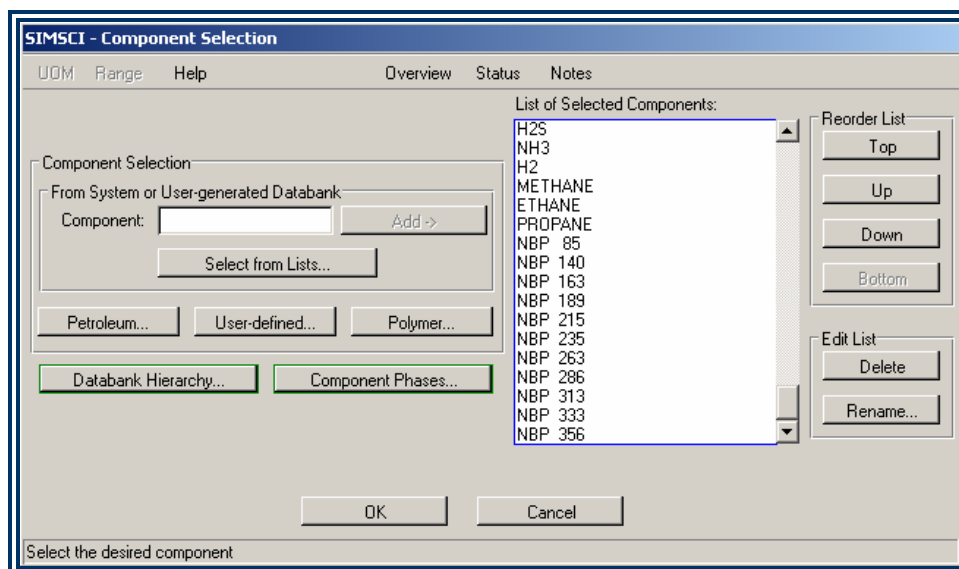 SIMSCI - Component Selection
UOM Range Help Overview Status Notes
List of Selected Components:
H2S
NH3
H2
METHANE
ETHANE
PROPANE
NBP 85
NBP 140
NBP 163
NBP 189
NBP 215
NBP 235
NBP 263
NBP 286
NBP 313
NBP 333
NBP 356
Component Selection
From System or User-generated Databank
Component: Add ->
Select from Lists...
Petroleum... User-defined... Polymer...
Databank Hierarchy... Component Phases...
Reorder List
Top
Up
Down
Bottom
Edit List
Delete
Rename...
OK Cancel
Select the desired component